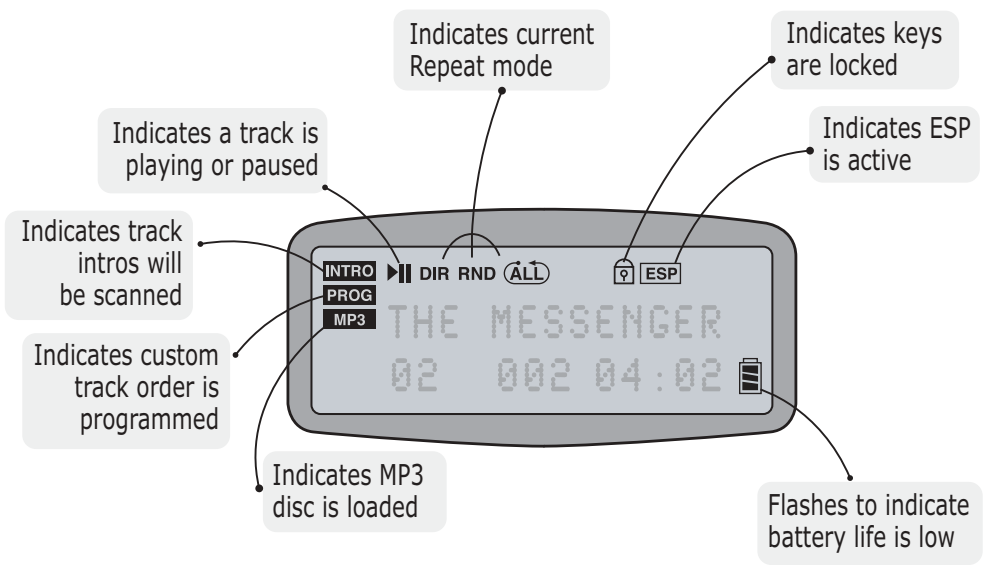 Indicates current
Repeat mode
Indicates keys
are locked
Indicates a track is
playing or paused
Indicates ESP
is active
Indicates track
intros will
be scanned
INTRO DIR RND ALL ESP
PROG
MP3
THE MESSENGER
02 002 04:02
Indicates custom
track order is
programmed
Indicates MP3
disc is loaded
Flashes to indicate
battery life is low